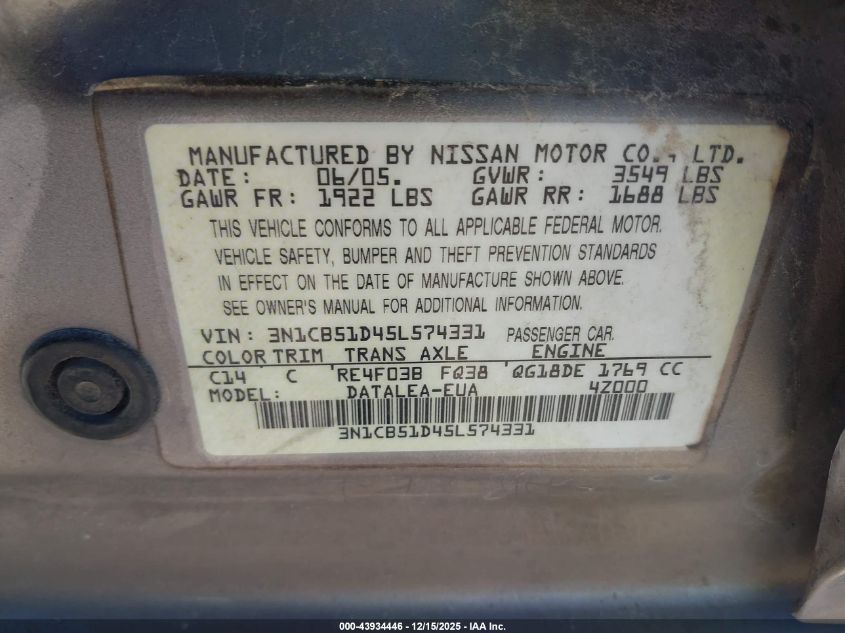 MANUFACTURED BY NISSAN MOTOR CO., LTD.
DATE: 06/05. GVWR: 3549 LBS
GAWR FR: 1922 LBS GAWR RR: 1688 LBS
THIS VEHICLE CONFORMS TO ALL APPLICABLE FEDERAL MOTOR.
VEHICLE SAFETY, BUMPER AND THEFT PREVENTION STANDARDS
IN EFFECT ON THE DATE OF MANUFACTURE SHOWN ABOVE.
SEE OWNER'S MANUAL FOR ADDITIONAL INFORMATION.
VIN: 3N1CB51D45L574331 PASSENGER CAR.
COLOR TRIM TRANS AXLE ENGINE
C14 C RE4F03B FQ38 QG18DE 1769 CC
MODEL: DATALEA-EUA 4Z000
3N1CB51D45L574331
000-43934446 - 12/15/2025 - IAA Inc.